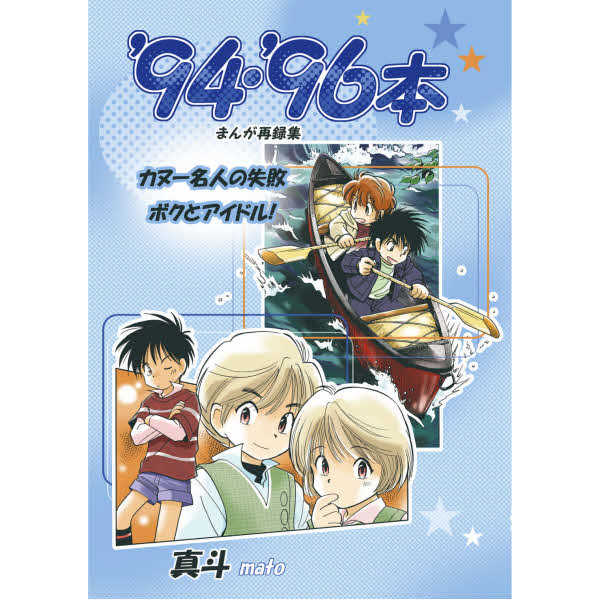 '94・'96本
まんが再録集
カヌー名人の失敗
ボクとアイドル!
真斗 mato